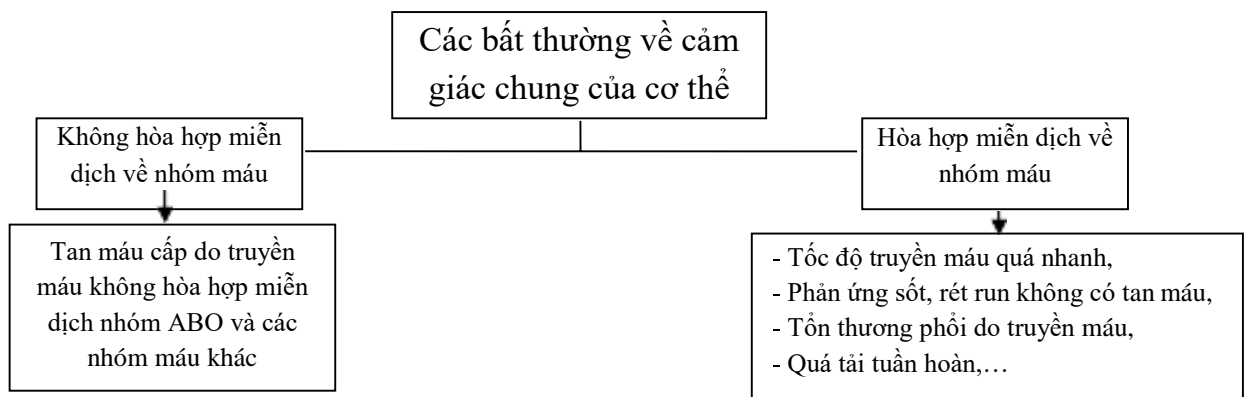 Các bất thường về cảm
giác chung của cơ thể
Không hòa hợp miễn
dịch về nhóm máu
Hòa hợp miễn dịch về
nhóm máu
Tan máu cấp do truyền
máu không hòa hợp miễn
dịch nhóm ABO và các
nhóm máu khác
- Tốc độ truyền máu quá nhanh,
- Phản ứng sốt, rét run không có tan máu,
- Tổn thương phổi do truyền máu,
- Quá tải tuần hoàn,…